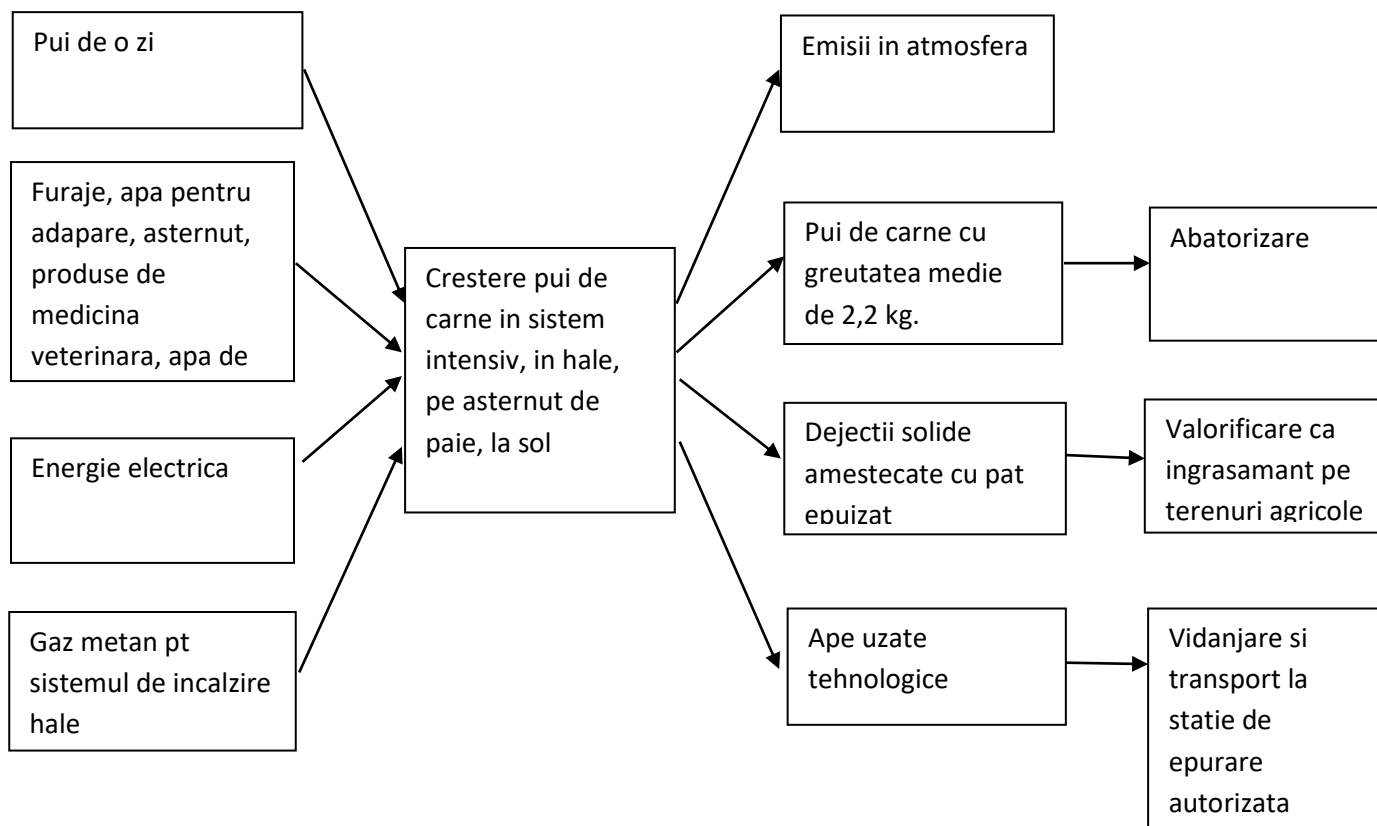 Pui de o zi
Furaje, apa pentru
adapare, asternut,
produse de
medicina
veterinara, apa de
Energie electrica
Gaz metan pt
sistemul de incalzire
hale
Crestere pui de
carne in sistem
intensiv, in hale,
pe asternut de
paie, la sol
Emisii in atmosfera
Pui de carne cu
greutatea medie
de 2,2 kg.
Abatorizare
Dejectii solide
amestecate cu pat
epuizat
Valorificare ca
ingrasamant pe
terenuri agricole
Ape uzate
tehnologice
Vidanjare si
transport la
statie de
epurare
autorizata